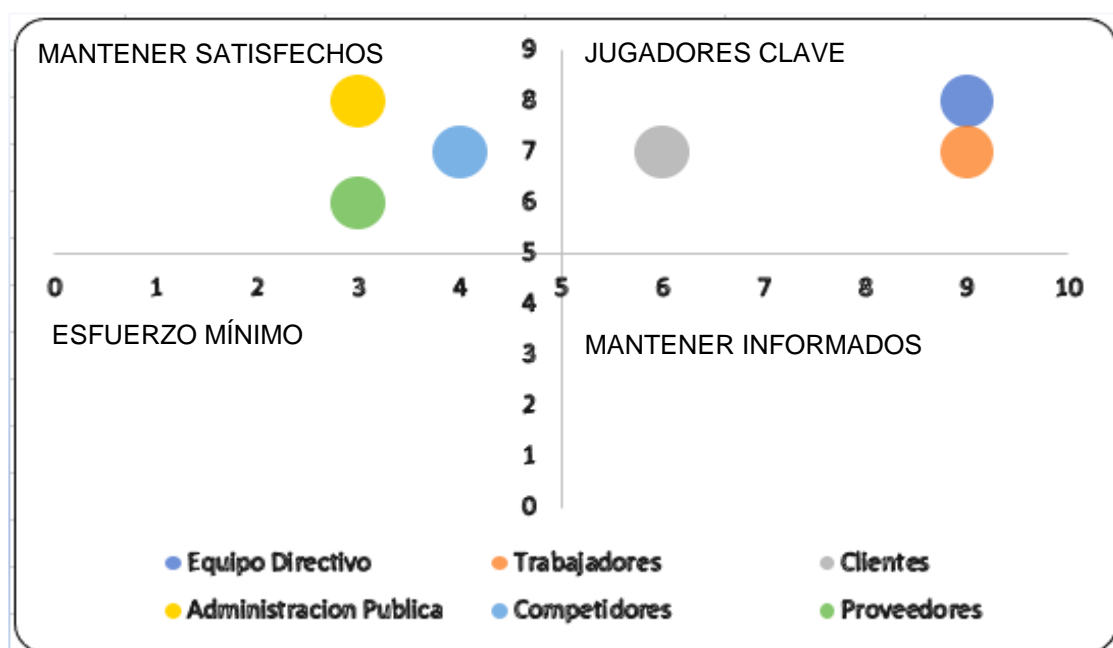 MANTENER SATISFECHOS
JUGADORES CLAVE
9
8
7
6
5
0 1 2 3 4 5 6 7 8 9 10
4
ESFUERZO MÍNIMO
MANTENER INFORMADOS
3
2
1
0
Equipo Directivo
Trabajadores
Clientes
Administracion Publica
Competidores
Proveedores